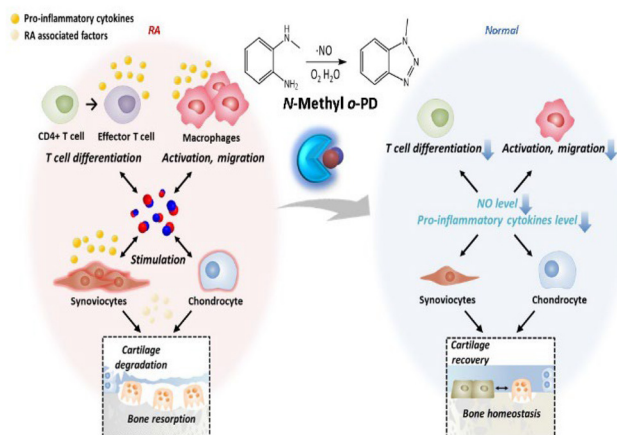 Pro-inflammatory cytokines
RA associated factors
RA
Normal
NH
NH2
·NO
O2 H2O
N
N
N
N-Methyl o-PD
CD4+ T cell
Effector T cell
Macrophages
T cell differentiation
Activation, migration
Stimulation
Synoviocytes
Chondrocyte
Cartilage
degradation
Bone resorption
T cell differentiation
Activation, migration
NO level
Pro-inflammatory cytokines level
Synoviocytes
Chondrocyte
Cartilage
recovery
Bone homeostasis